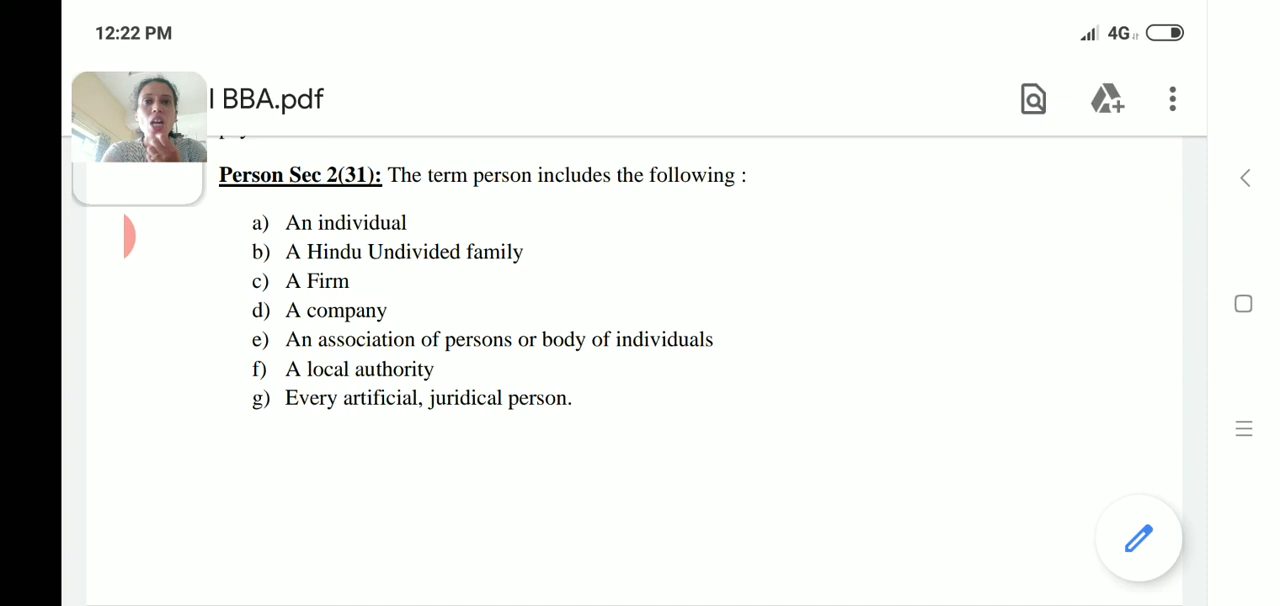 12:22 PM
4G
I BBA.pdf
Person Sec 2(31): The term person includes the following :
a) An individual
b) A Hindu Undivided family
c) A Firm
d) A company
e) An association of persons or body of individuals
f) A local authority
g) Every artificial, juridical person.